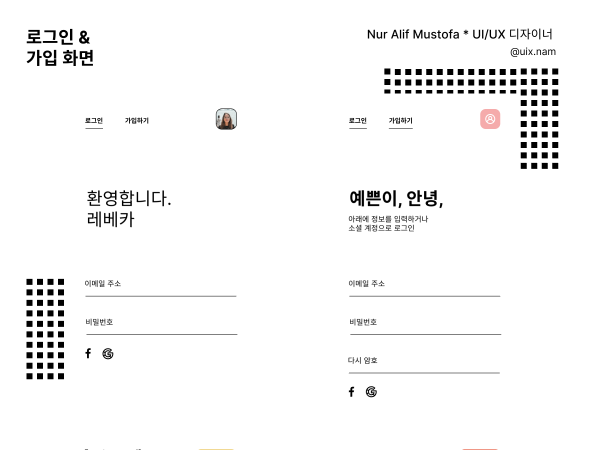 로그인 &
가입 화면
Nur Alif Mustofa * UI/UX 디자이너
@uix.nam
로그인 가입하기
환영합니다.
레베카
이메일 주소
비밀번호
로그인 가입하기
예쁜이, 안녕,
아래에 정보를 입력하거나
소셜 계정으로 로그인
이메일 주소
비밀번호
다시 암호